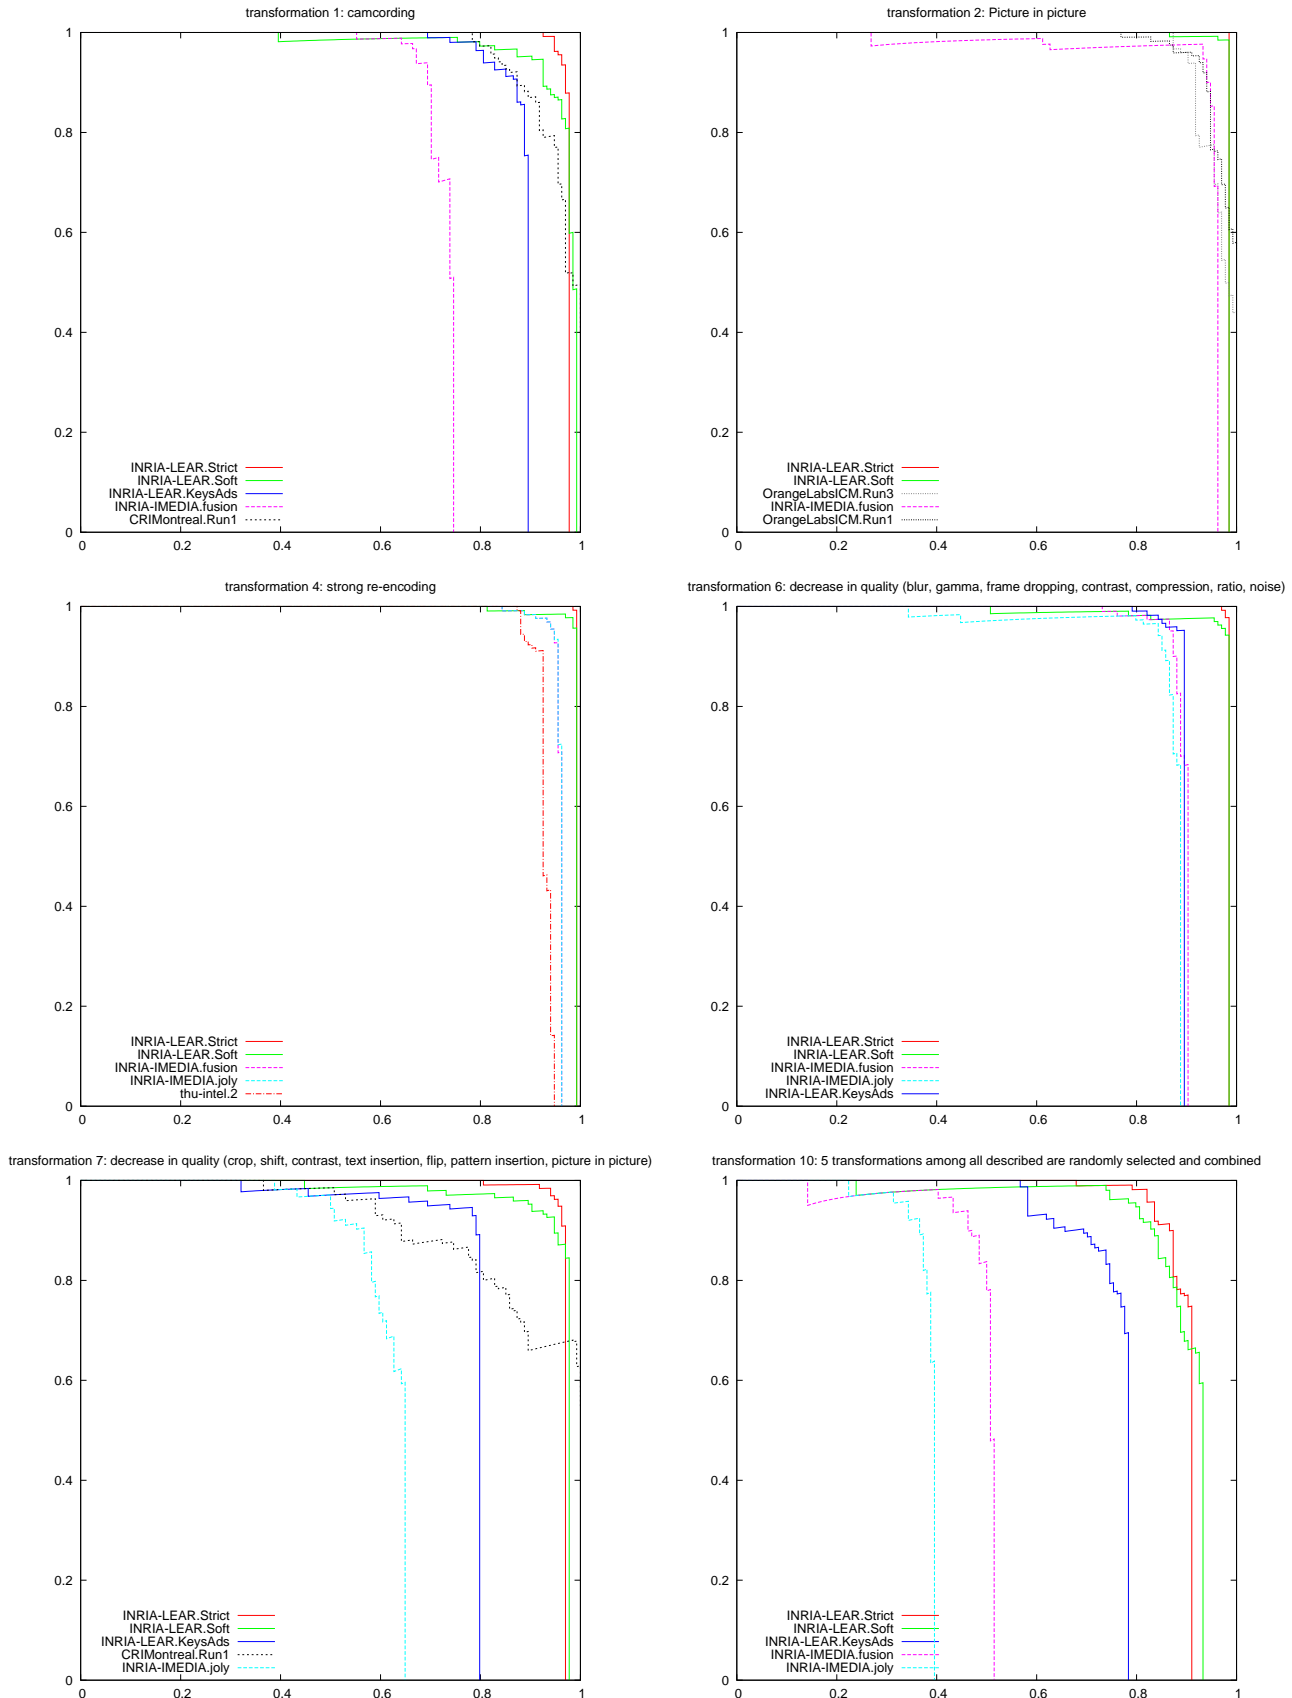 transformation 1: camcording
1
0.8
0.6
0.4
0.2
0
INRIA-LEAR.Strict
INRIA-LEAR.Soft
INRIA-LEAR.KeysAds
INRIA-IMEDIA.fusion
CRIMontreal.Run1
0 0.2 0.4 0.6 0.8 1
transformation 2: Picture in picture
1
0.8
0.6
0.4
0.2
0
INRIA-LEAR.Strict
INRIA-LEAR.Soft
OrangeLabsICM.Run3
INRIA-IMEDIA.fusion
OrangeLabsICM.Run1
0 0.2 0.4 0.6 0.8 1
transformation 4: strong re-encoding
1
0.8
0.6
0.4
0.2
0
INRIA-LEAR.Strict
INRIA-LEAR.Soft
INRIA-IMEDIA.fusion
INRIA-IMEDIA.joly
thu-intel.2
0 0.2 0.4 0.6 0.8 1
transformation 6: decrease in quality (blur, gamma, frame dropping, contrast, compression, ratio, noise)
1
0.8
0.6
0.4
0.2
0
INRIA-LEAR.Strict
INRIA-LEAR.Soft
INRIA-IMEDIA.fusion
INRIA-IMEDIA.joly
INRIA-LEAR.KeysAds
0 0.2 0.4 0.6 0.8 1
transformation 7: decrease in quality (crop, shift, contrast, text insertion, flip, pattern insertion, picture in picture)
1
0.8
0.6
0.4
0.2
0
INRIA-LEAR.Strict
INRIA-LEAR.Soft
INRIA-LEAR.KeysAds
CRIMontreal.Run1
INRIA-IMEDIA.joly
0 0.2 0.4 0.6 0.8 1
transformation 10: 5 transformations among all described are randomly selected and combined
1
0.8
0.6
0.4
0.2
0
INRIA-LEAR.Strict
INRIA-LEAR.Soft
INRIA-LEAR.KeysAds
INRIA-IMEDIA.fusion
INRIA-IMEDIA.joly
0 0.2 0.4 0.6 0.8 1